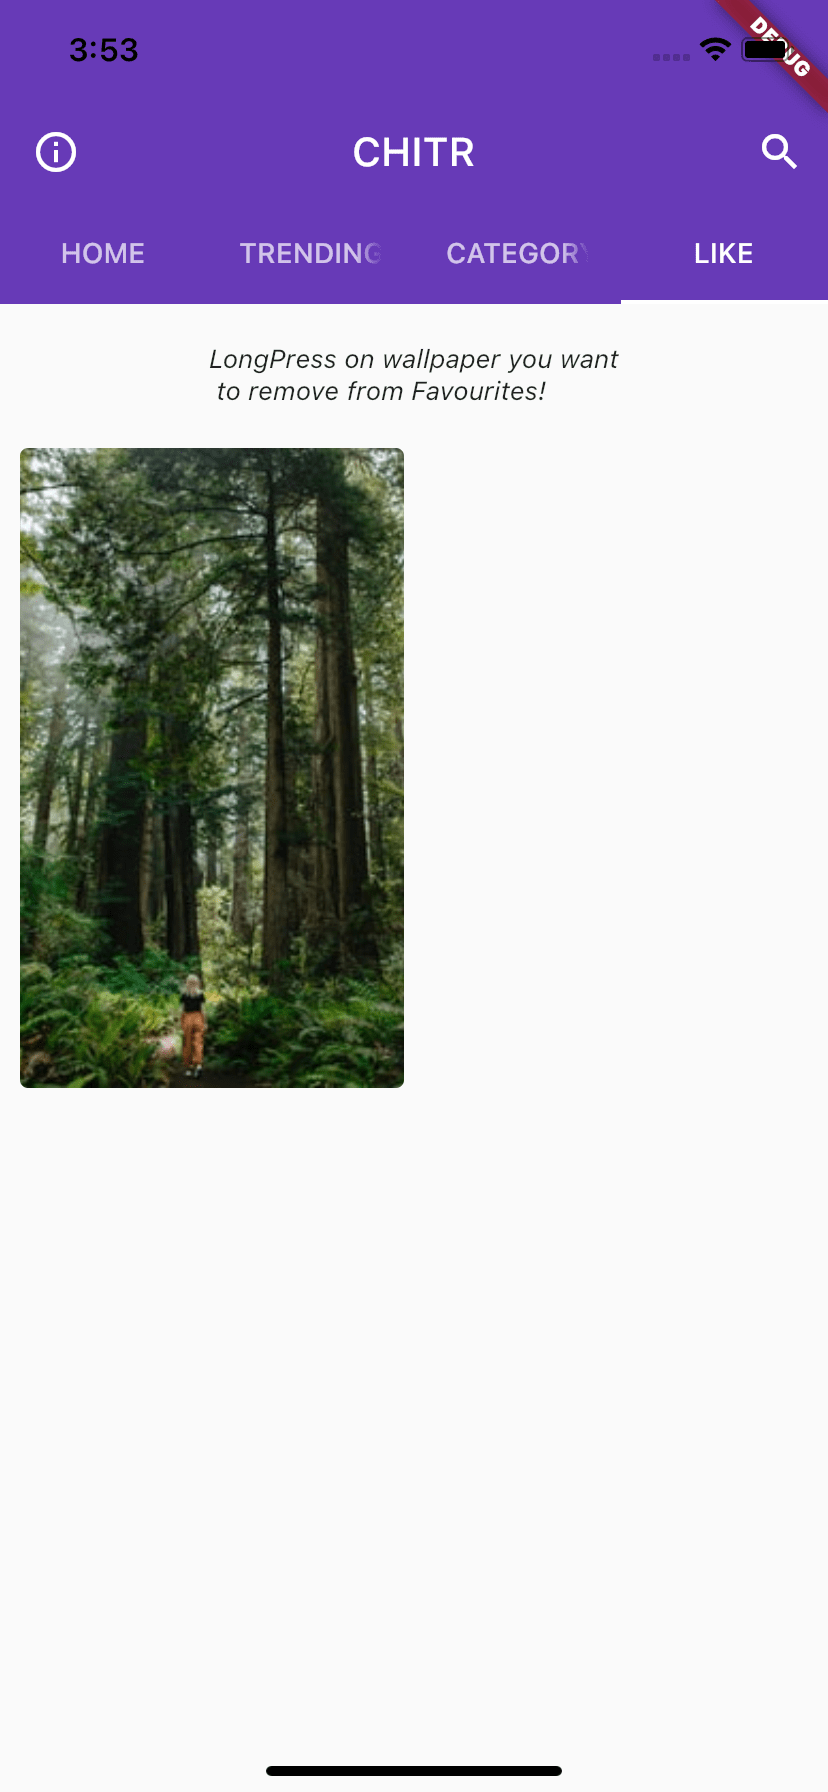 3:53
DEBUG
CHITR
HOME TRENDING CATEGORY LIKE
LongPress on wallpaper you want
to remove from Favourites!